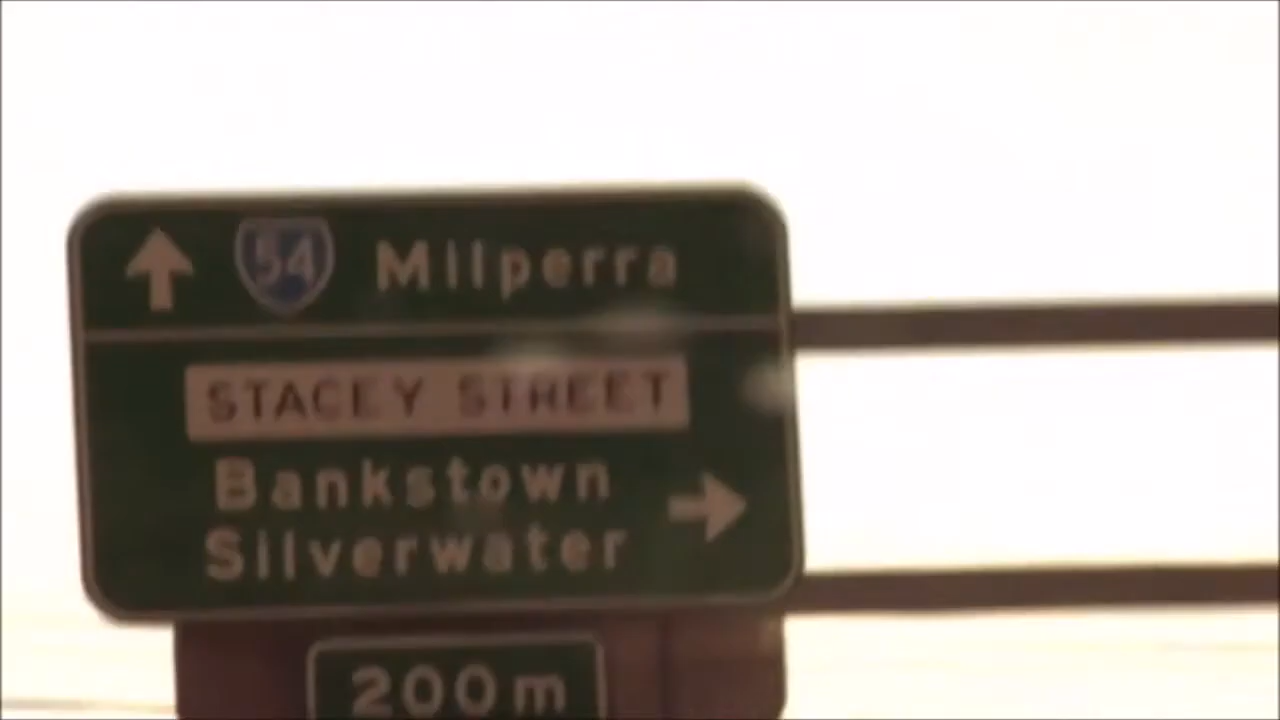 54 Milperra
STACEY STREET
Bankstown
Silverwater
200m